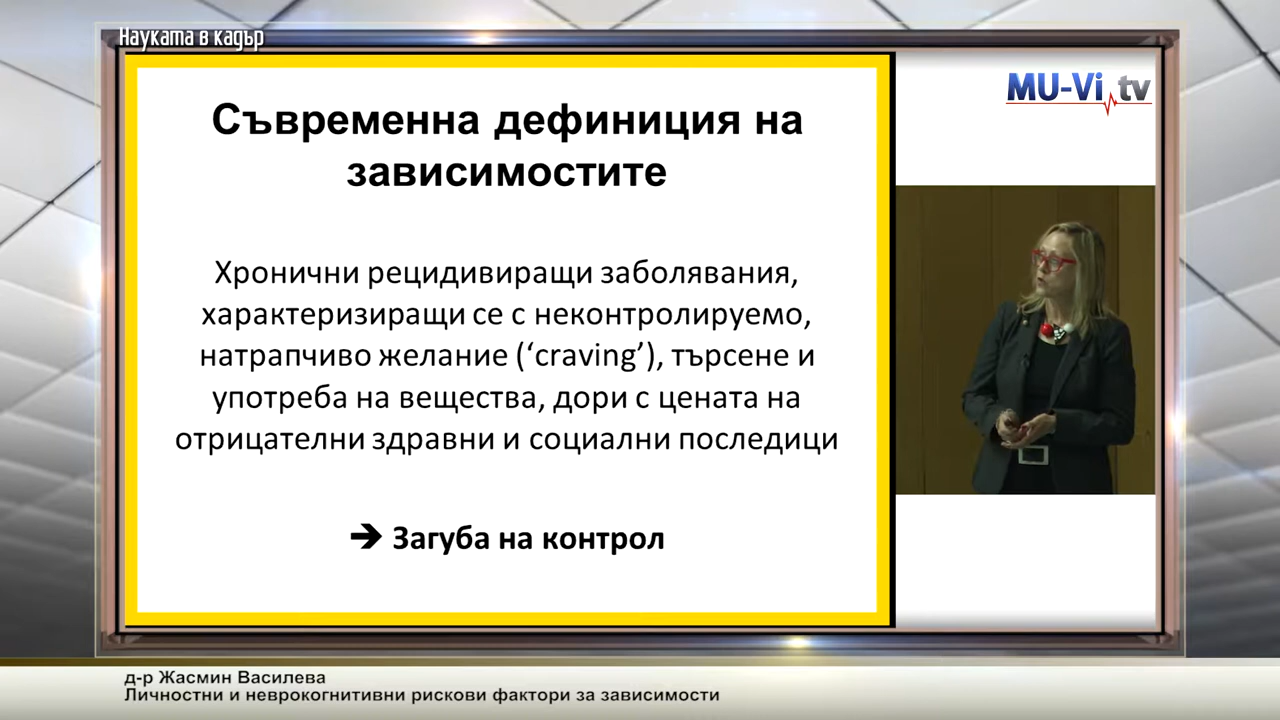 Науката в кадър
MU-Vi.tv
Съвременна дефиниция на
зависимостите
Хронични рецидивиращи заболявания,
характеризиращи се с неконтролируемо,
натрапчиво желание (‘craving’), търсене и
употреба на вещества, дори с цената на
отрицателни здравни и социални последици
➔ Загуба на контрол
д-р Жасмин Василева
Личностни и неврокогнитивни рискови фактори за зависимости